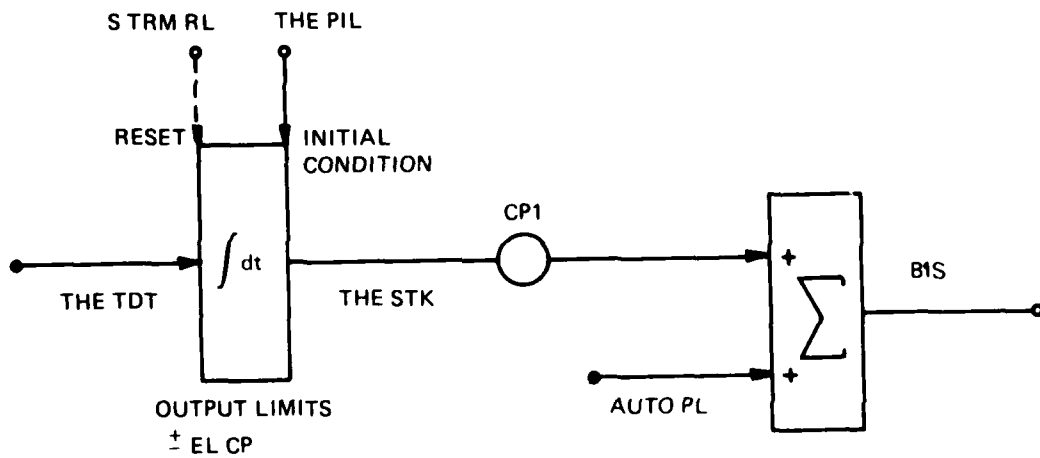 S TRM RL
THE PIL
RESET
INITIAL
CONDITION
∫ dt
THE TDT
THE STK
CP1
+
∑
+
B1S
AUTO PL
OUTPUT LIMITS
± EL CP